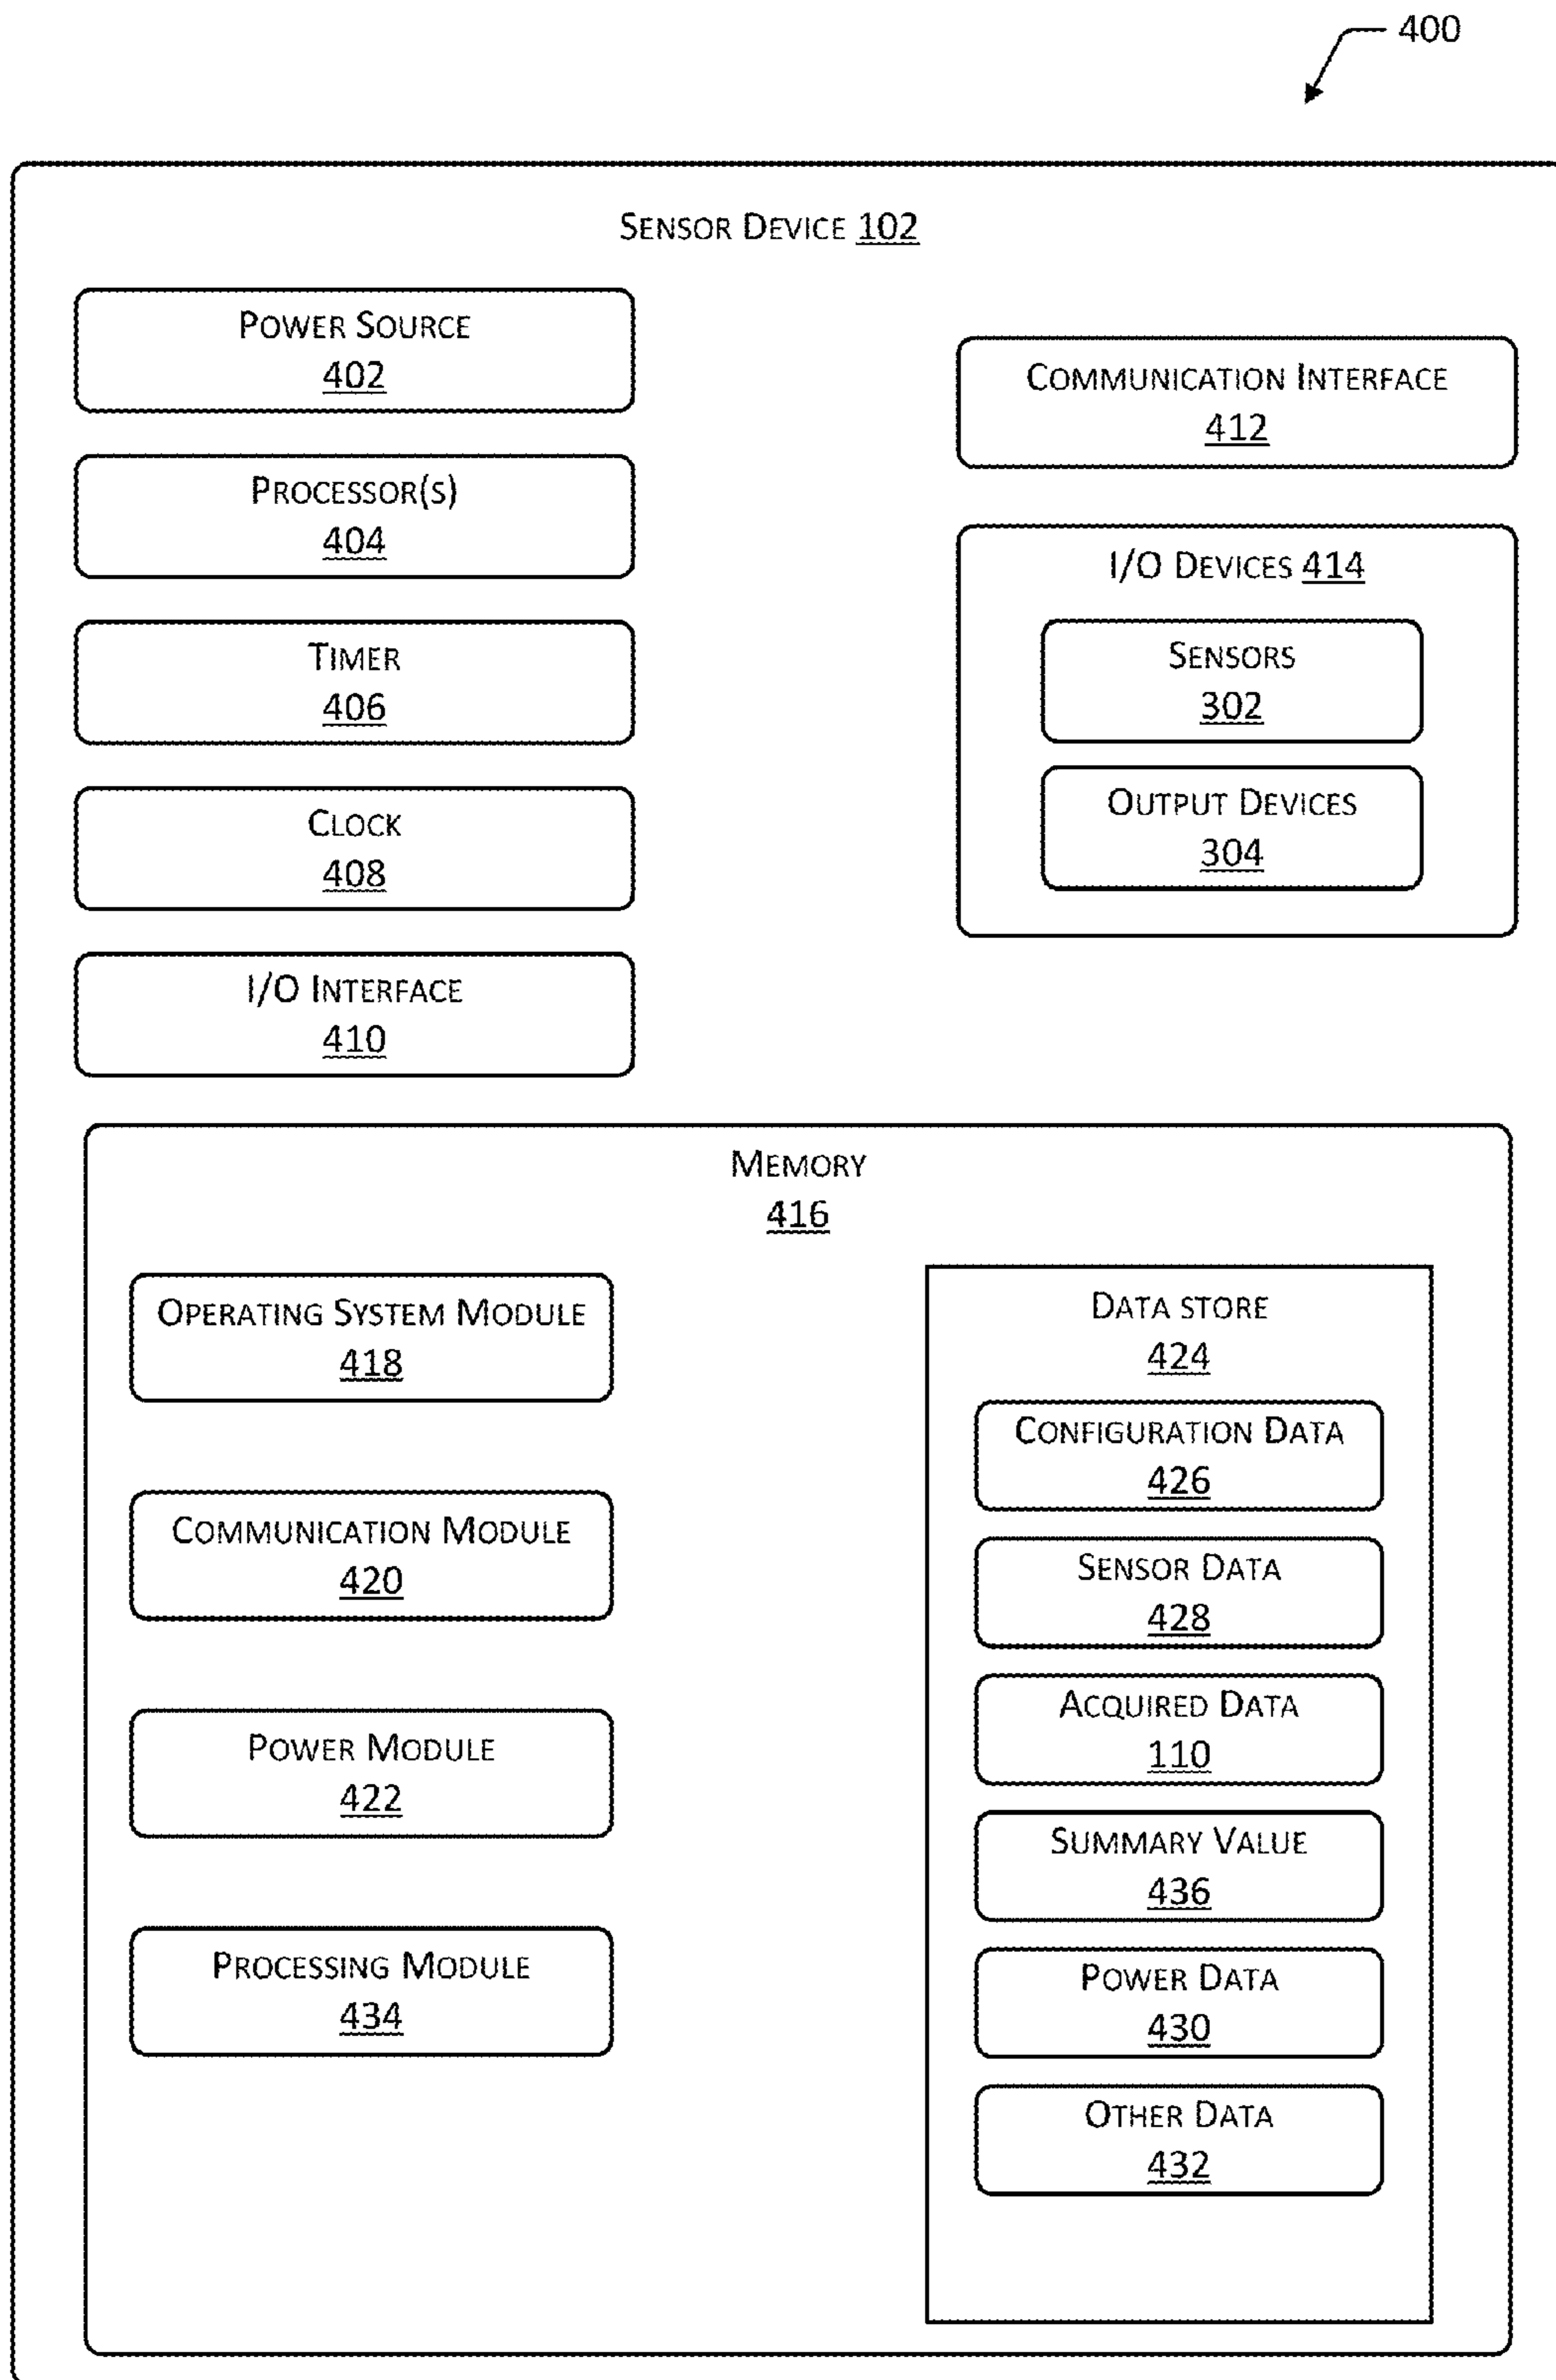 400
SENSOR DEVICE 102
POWER SOURCE
402
PROCESSOR(S)
404
TIMER
406
CLOCK
408
I/O INTERFACE
410
COMMUNICATION INTERFACE
412
I/O DEVICES 414
SENSORS
302
OUTPUT DEVICES
304
MEMORY
416
OPERATING SYSTEM MODULE
418
COMMUNICATION MODULE
420
POWER MODULE
422
PROCESSING MODULE
434
DATA STORE
424
CONFIGURATION DATA
426
SENSOR DATA
428
ACQUIRED DATA
110
SUMMARY VALUE
436
POWER DATA
430
OTHER DATA
432